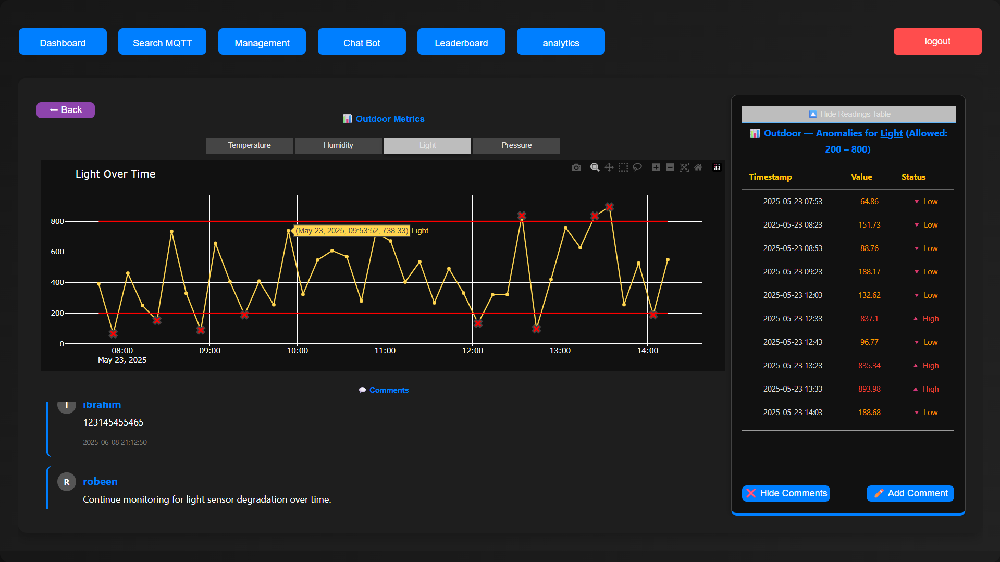 Dashboard
Search MQTT
Management
Chat Bot
Leaderboard
analytics
logout
Back
Outdoor Metrics
Temperature
Humidity
Light
Pressure
Light Over Time
800
600
400
200
0
(May 23, 2025, 09:53:52, 738.33) Light
08:00 09:00 10:00 11:00 12:00 13:00 14:00
May 23, 2025
Comments
I ibrahim
123145455465
2025-06-08 21:12:50
R robeen
Continue monitoring for light sensor degradation over time.
Hide Readings Table
Outdoor — Anomalies for Light (Allowed:
200 – 800)
Timestamp Value Status
2025-05-23 07:53 64.86 Low
2025-05-23 08:23 151.73 Low
2025-05-23 08:53 88.76 Low
2025-05-23 09:23 188.17 Low
2025-05-23 12:03 132.62 Low
2025-05-23 12:33 837.1 High
2025-05-23 12:43 96.77 Low
2025-05-23 13:23 835.34 High
2025-05-23 13:33 893.98 High
2025-05-23 14:03 188.68 Low
Hide Comments
Add Comment